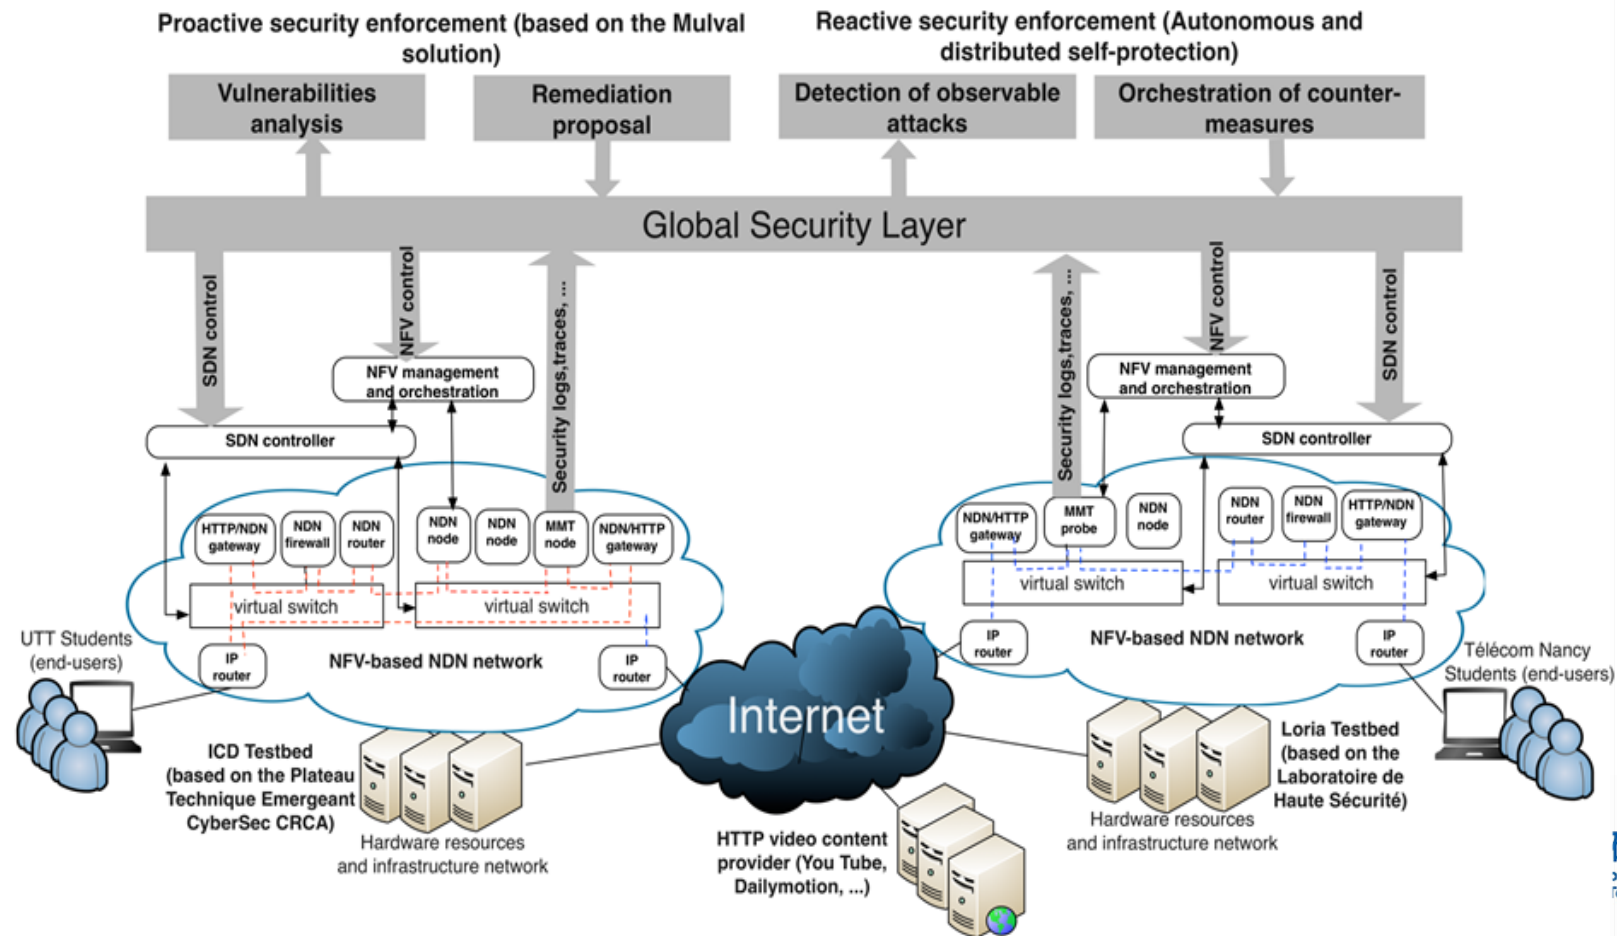 Proactive security enforcement (based on the Mulval
solution)
Reactive security enforcement (Autonomous and
distributed self-protection)
Vulnerabilities
analysis
Remediation
proposal
Detection of observable
attacks
Orchestration of counter-
measures
Global Security Layer
SDN control
NFV control
Security logs,traces, ...
Security logs,traces, ...
NFV control
SDN control
NFV management
and orchestration
SDN controller
NFV management
and orchestration
SDN controller
HTTP/NDN
gateway
NDN
firewall
NDN
router
NDN
node
NDN
node
MMT
node
NDN/HTTP
gateway
virtual switch
virtual switch
IP
router
NFV-based NDN network
IP
router
NDN/HTTP
gateway
MMT
probe
NDN
node
NDN
router
NDN
firewall
HTTP/NDN
gateway
virtual switch
virtual switch
IP
router
NFV-based NDN network
IP
router
UTT Students
(end-users)
Télécom Nancy
Students (end-users)
Internet
ICD Testbed
(based on the Plateau
Technique Emergeant
CyberSec CRCA)
Hardware resources
and infrastructure network
HTTP video content
provider (You Tube,
Dailymotion, ...)
Loria Testbed
(based on the
Laboratoire de
Haute Sécurité)
Hardware resources
and infrastructure network